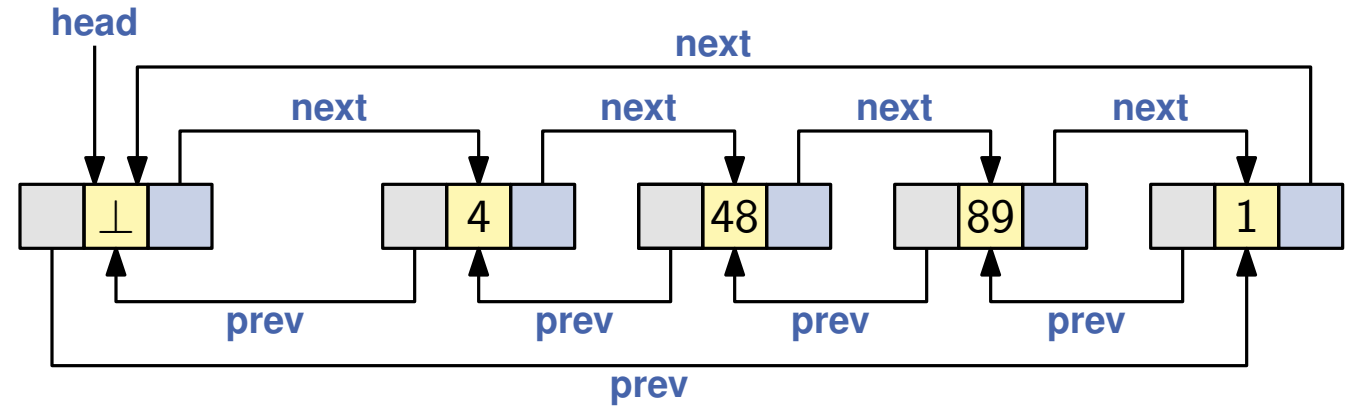 head
next
next next next next
⊥ 4 48 89 1
prev prev prev prev
prev